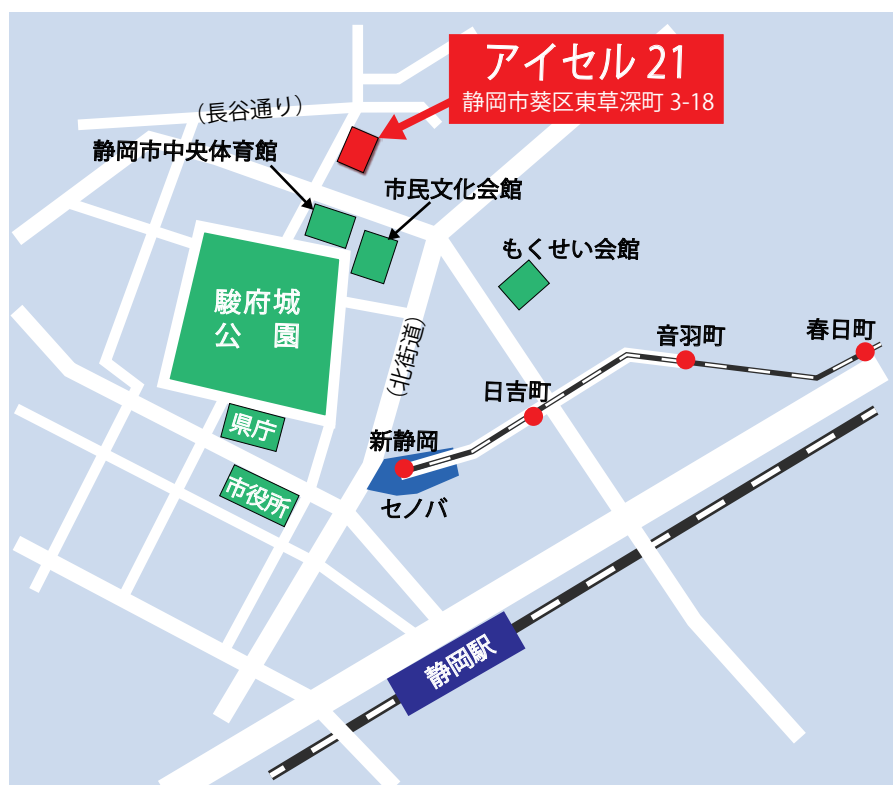 アイセル 21
静岡市葵区東草深町 3-18
（長谷通り）
静岡市中央体育館
市民文化会館
もくせい会館
駿府城
公園
（北街道）
音羽町
春日町
日吉町
県庁
新静岡
市役所
セノバ
静岡駅